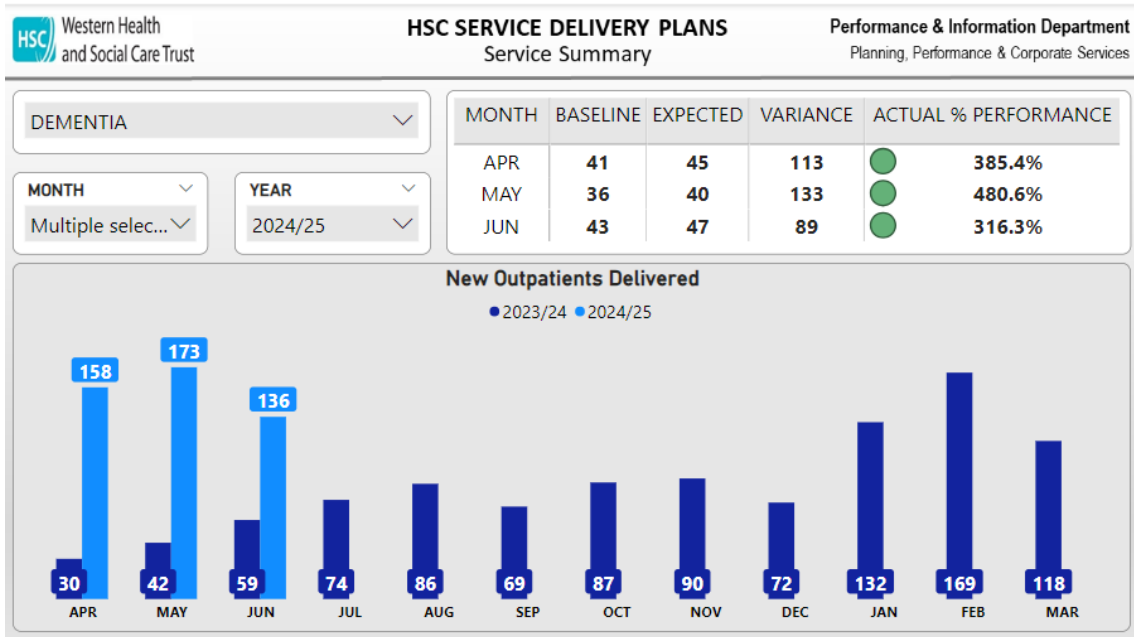 HSC
Western Health
and Social Care Trust
HSC SERVICE DELIVERY PLANS
Service Summary
Performance & Information Department
Planning, Performance & Corporate Services
DEMENTIA
MONTH
Multiple selec...
YEAR
2024/25
MONTH BASELINE EXPECTED VARIANCE ACTUAL % PERFORMANCE
APR 41 45 113 385.4%
MAY 36 40 133 480.6%
JUN 43 47 89 316.3%
New Outpatients Delivered
2023/24 2024/25
158 173 136
30 42 59 74 86 69 87 90 72 132 169 118
APR MAY JUN JUL AUG SEP OCT NOV DEC JAN FEB MAR